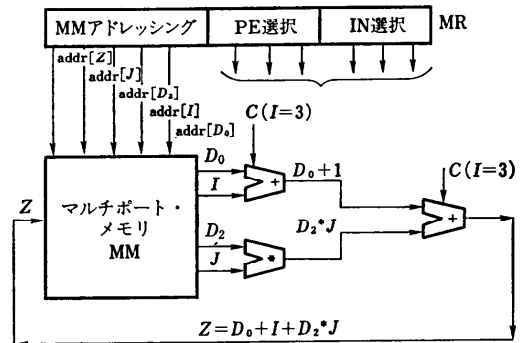 MMアドレッシング PE選択 IN選択 MR
addr[Z]
addr[J]
addr[D₂]
addr[I]
addr[D₀]
C(I=3)
D₀
I
+
D₀+1
C(I=3)
+
Z
マルチポート・
メモリ
MM
D₂
J
*
D₂*J
Z=D₀+I+D₂*J